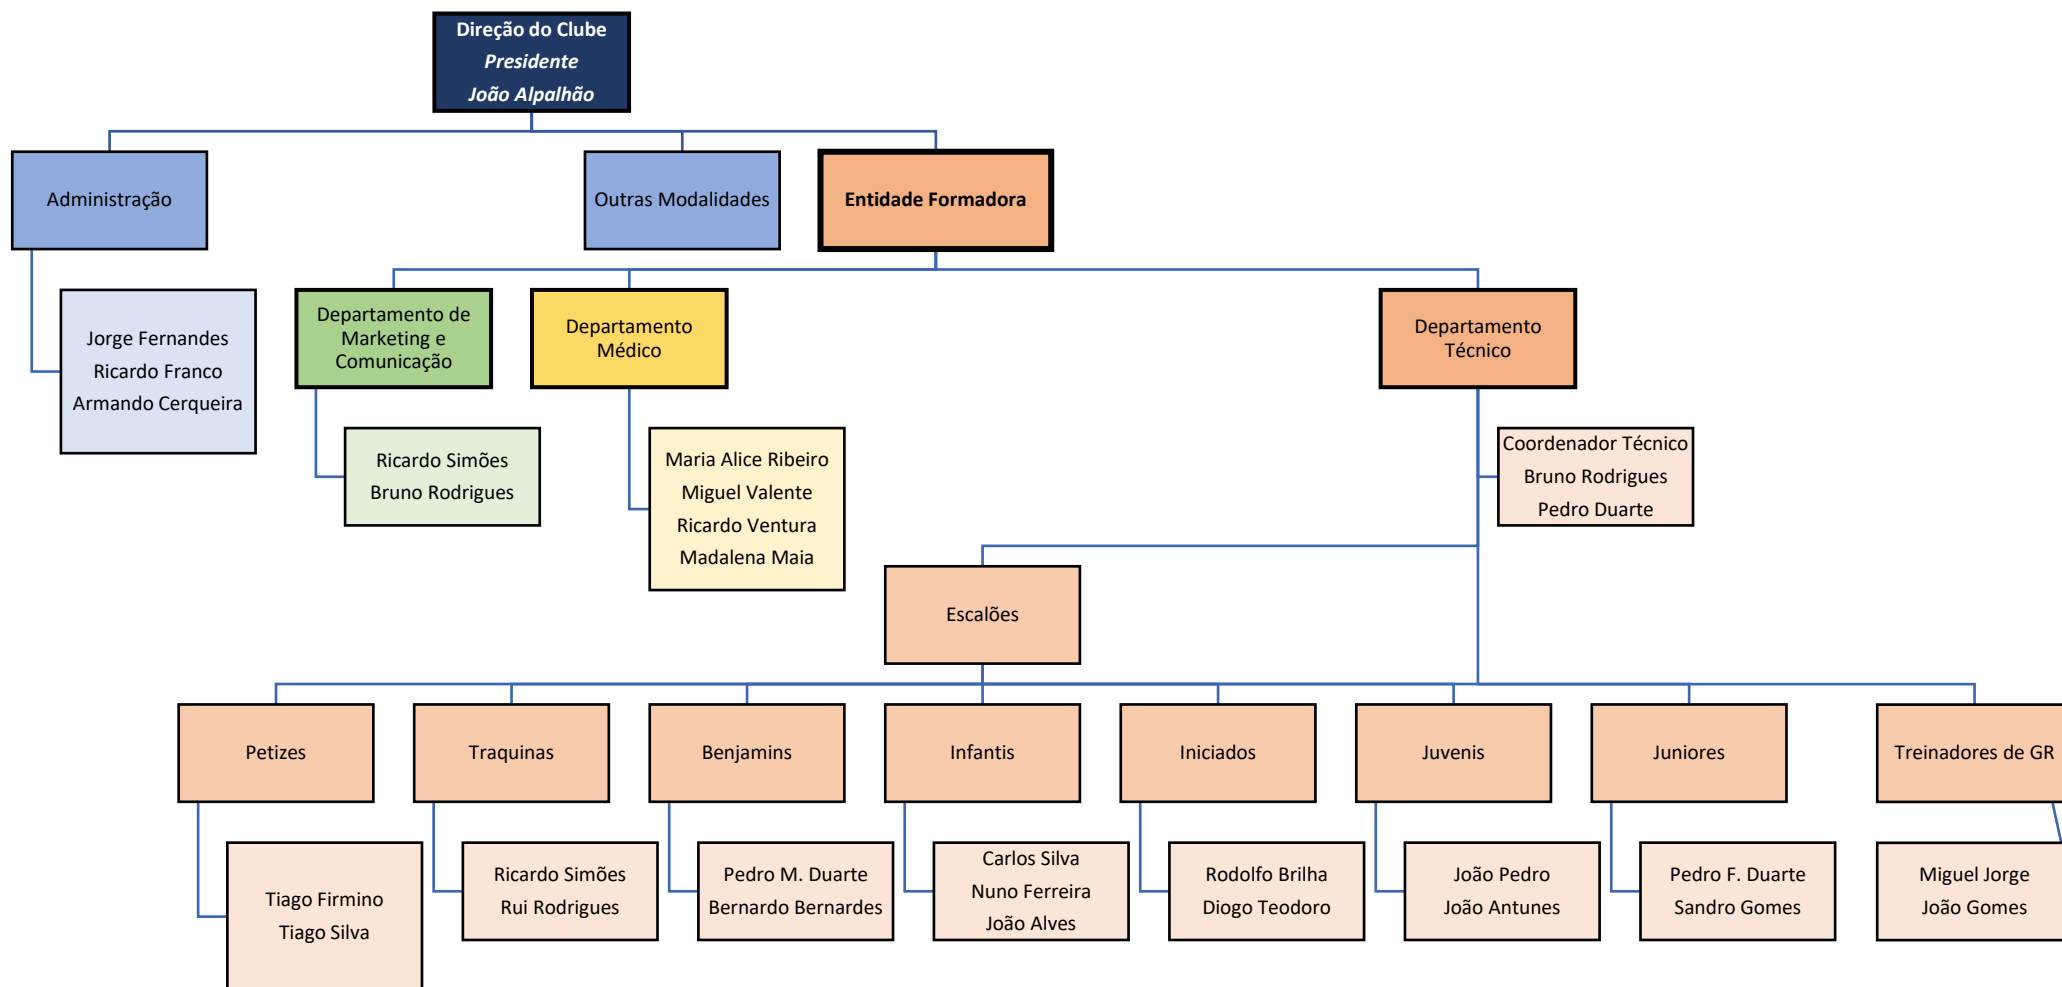 Direção do Clube
Presidente
João Alpalhão
Administração
Outras Modalidades
Entidade Formadora
Jorge Fernandes
Ricardo Franco
Armando Cerqueira
Departamento de
Marketing e
Comunicação
Departamento
Médico
Departamento
Técnico
Ricardo Simões
Bruno Rodrigues
Maria Alice Ribeiro
Miguel Valente
Ricardo Ventura
Madalena Maia
Coordenador Técnico
Bruno Rodrigues
Pedro Duarte
Escalões
Petizes
Traquinas
Benjamins
Infantis
Iniciados
Juvenis
Juniores
Treinadores de GR
Tiago Firmino
Tiago Silva
Ricardo Simões
Rui Rodrigues
Pedro M. Duarte
Bernardo Bernardes
Carlos Silva
Nuno Ferreira
João Alves
Rodolfo Brilha
Diogo Teodoro
João Pedro
João Antunes
Pedro F. Duarte
Sandro Gomes
Miguel Jorge
João Gomes